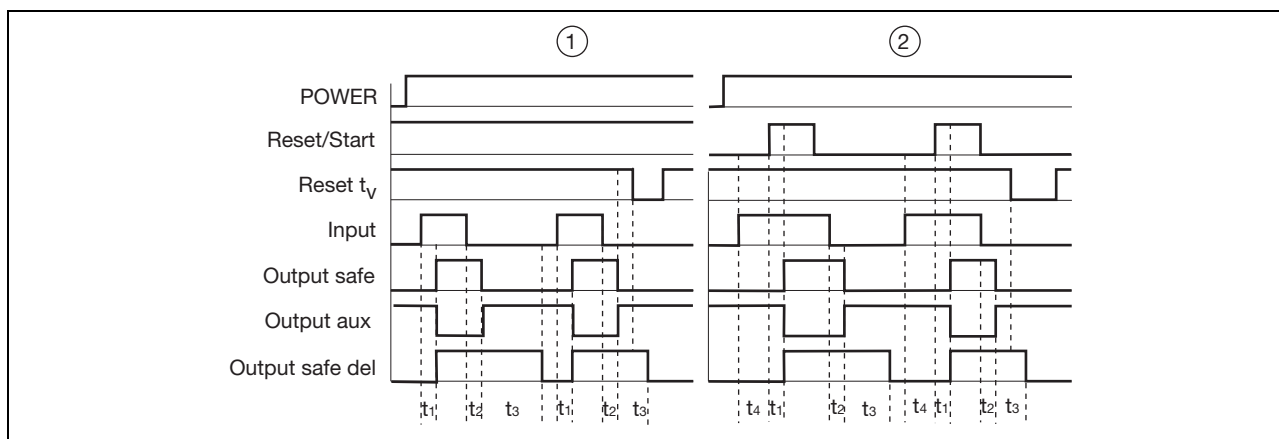 ① ②
POWER
Reset/Start
Reset tV
Input
Output safe
Output aux
Output safe del
t1 t2 t3 t1 t2 t3 t4 t1 t2 t3 t4 t1 t2 t3